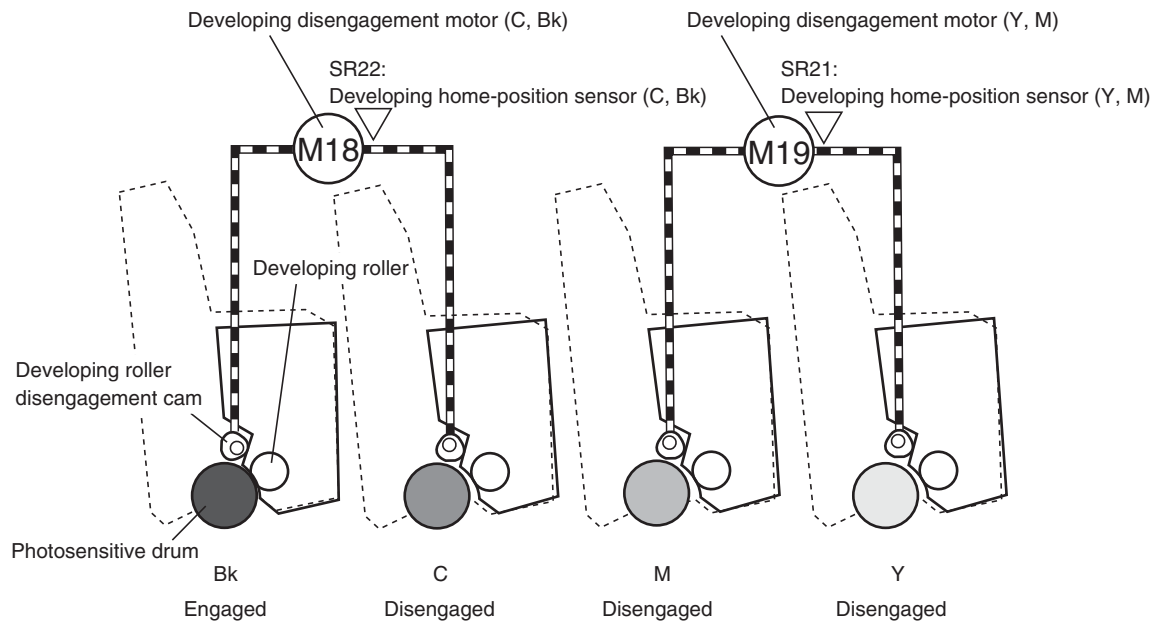 Developing disengagement motor (C, Bk)
Developing disengagement motor (Y, M)
SR22:
Developing home-position sensor (C, Bk)
SR21:
Developing home-position sensor (Y, M)
M18
M19
Developing roller
Developing roller
disengagement cam
Photosensitive drum
Bk
C
M
Y
Engaged
Disengaged
Disengaged
Disengaged